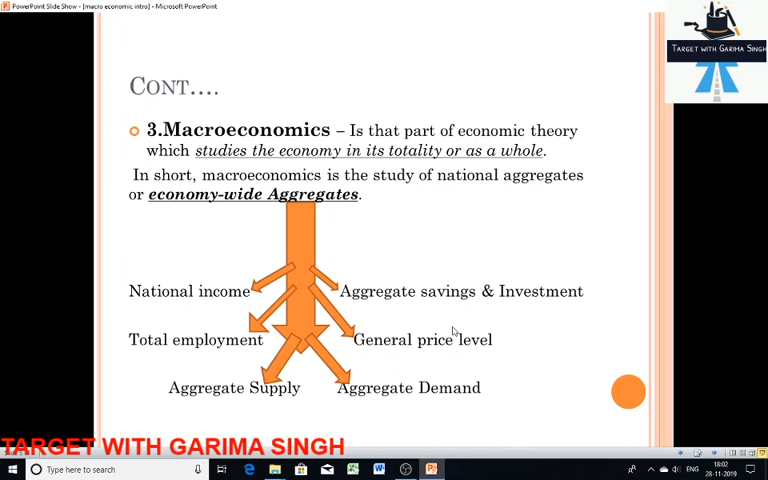 PowerPoint Slide Show - [macro economic intro] - Microsoft PowerPoint
TARGET WITH GARIMA SINGH
CONT....
3.Macroeconomics – Is that part of economic theory
which studies the economy in its totality or as a whole.
In short, macroeconomics is the study of national aggregates
or economy-wide Aggregates.
National income
Aggregate savings & Investment
Total employment
General price level
Aggregate Supply
Aggregate Demand
TARGET WITH GARIMA SINGH
Type here to search
ENG
18:02
28-11-2019